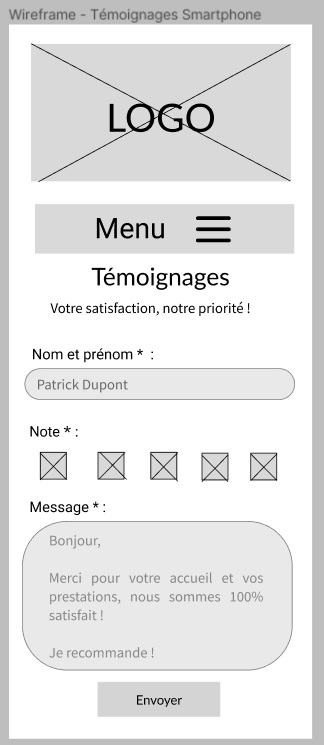 Wireframe - Témoignages Smartphone
LOGO
Menu
Témoignages
Votre satisfaction, notre priorité !
Nom et prénom * :
Patrick Dupont
Note * :
Message * :
Bonjour,
Merci pour votre accueil et vos
prestations, nous sommes 100%
satisfait !
Je recommande !
Envoyer